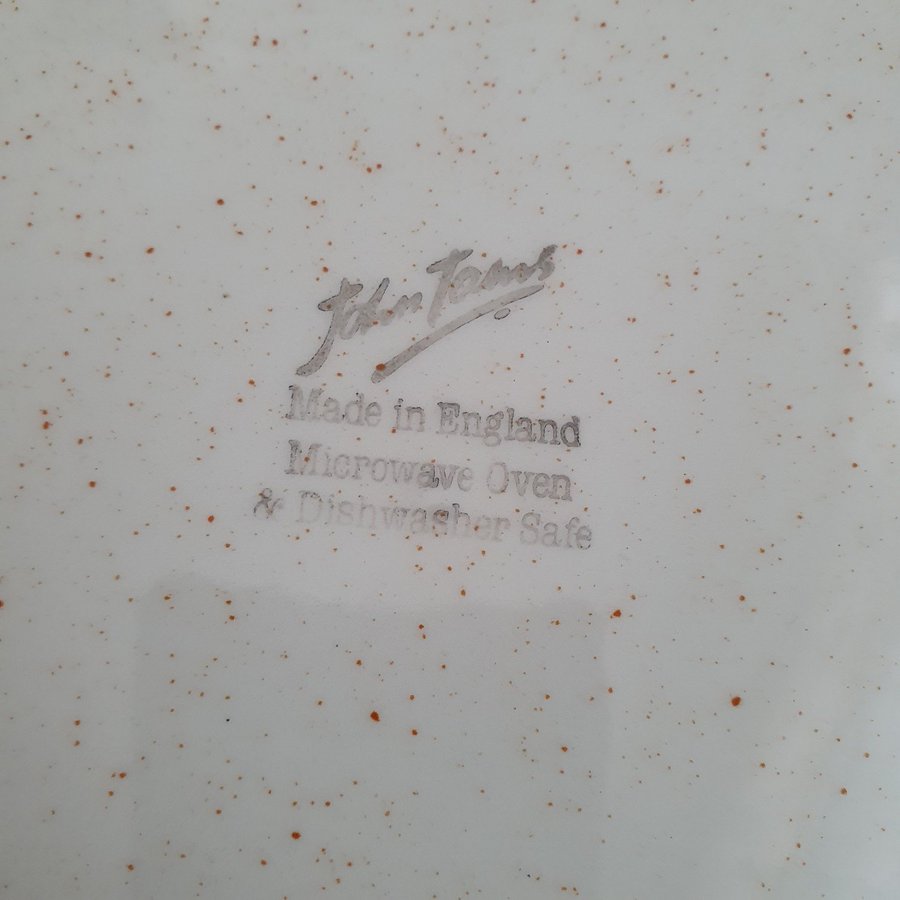 John Tams
Made in England
Microwave Oven
& Dishwasher Safe